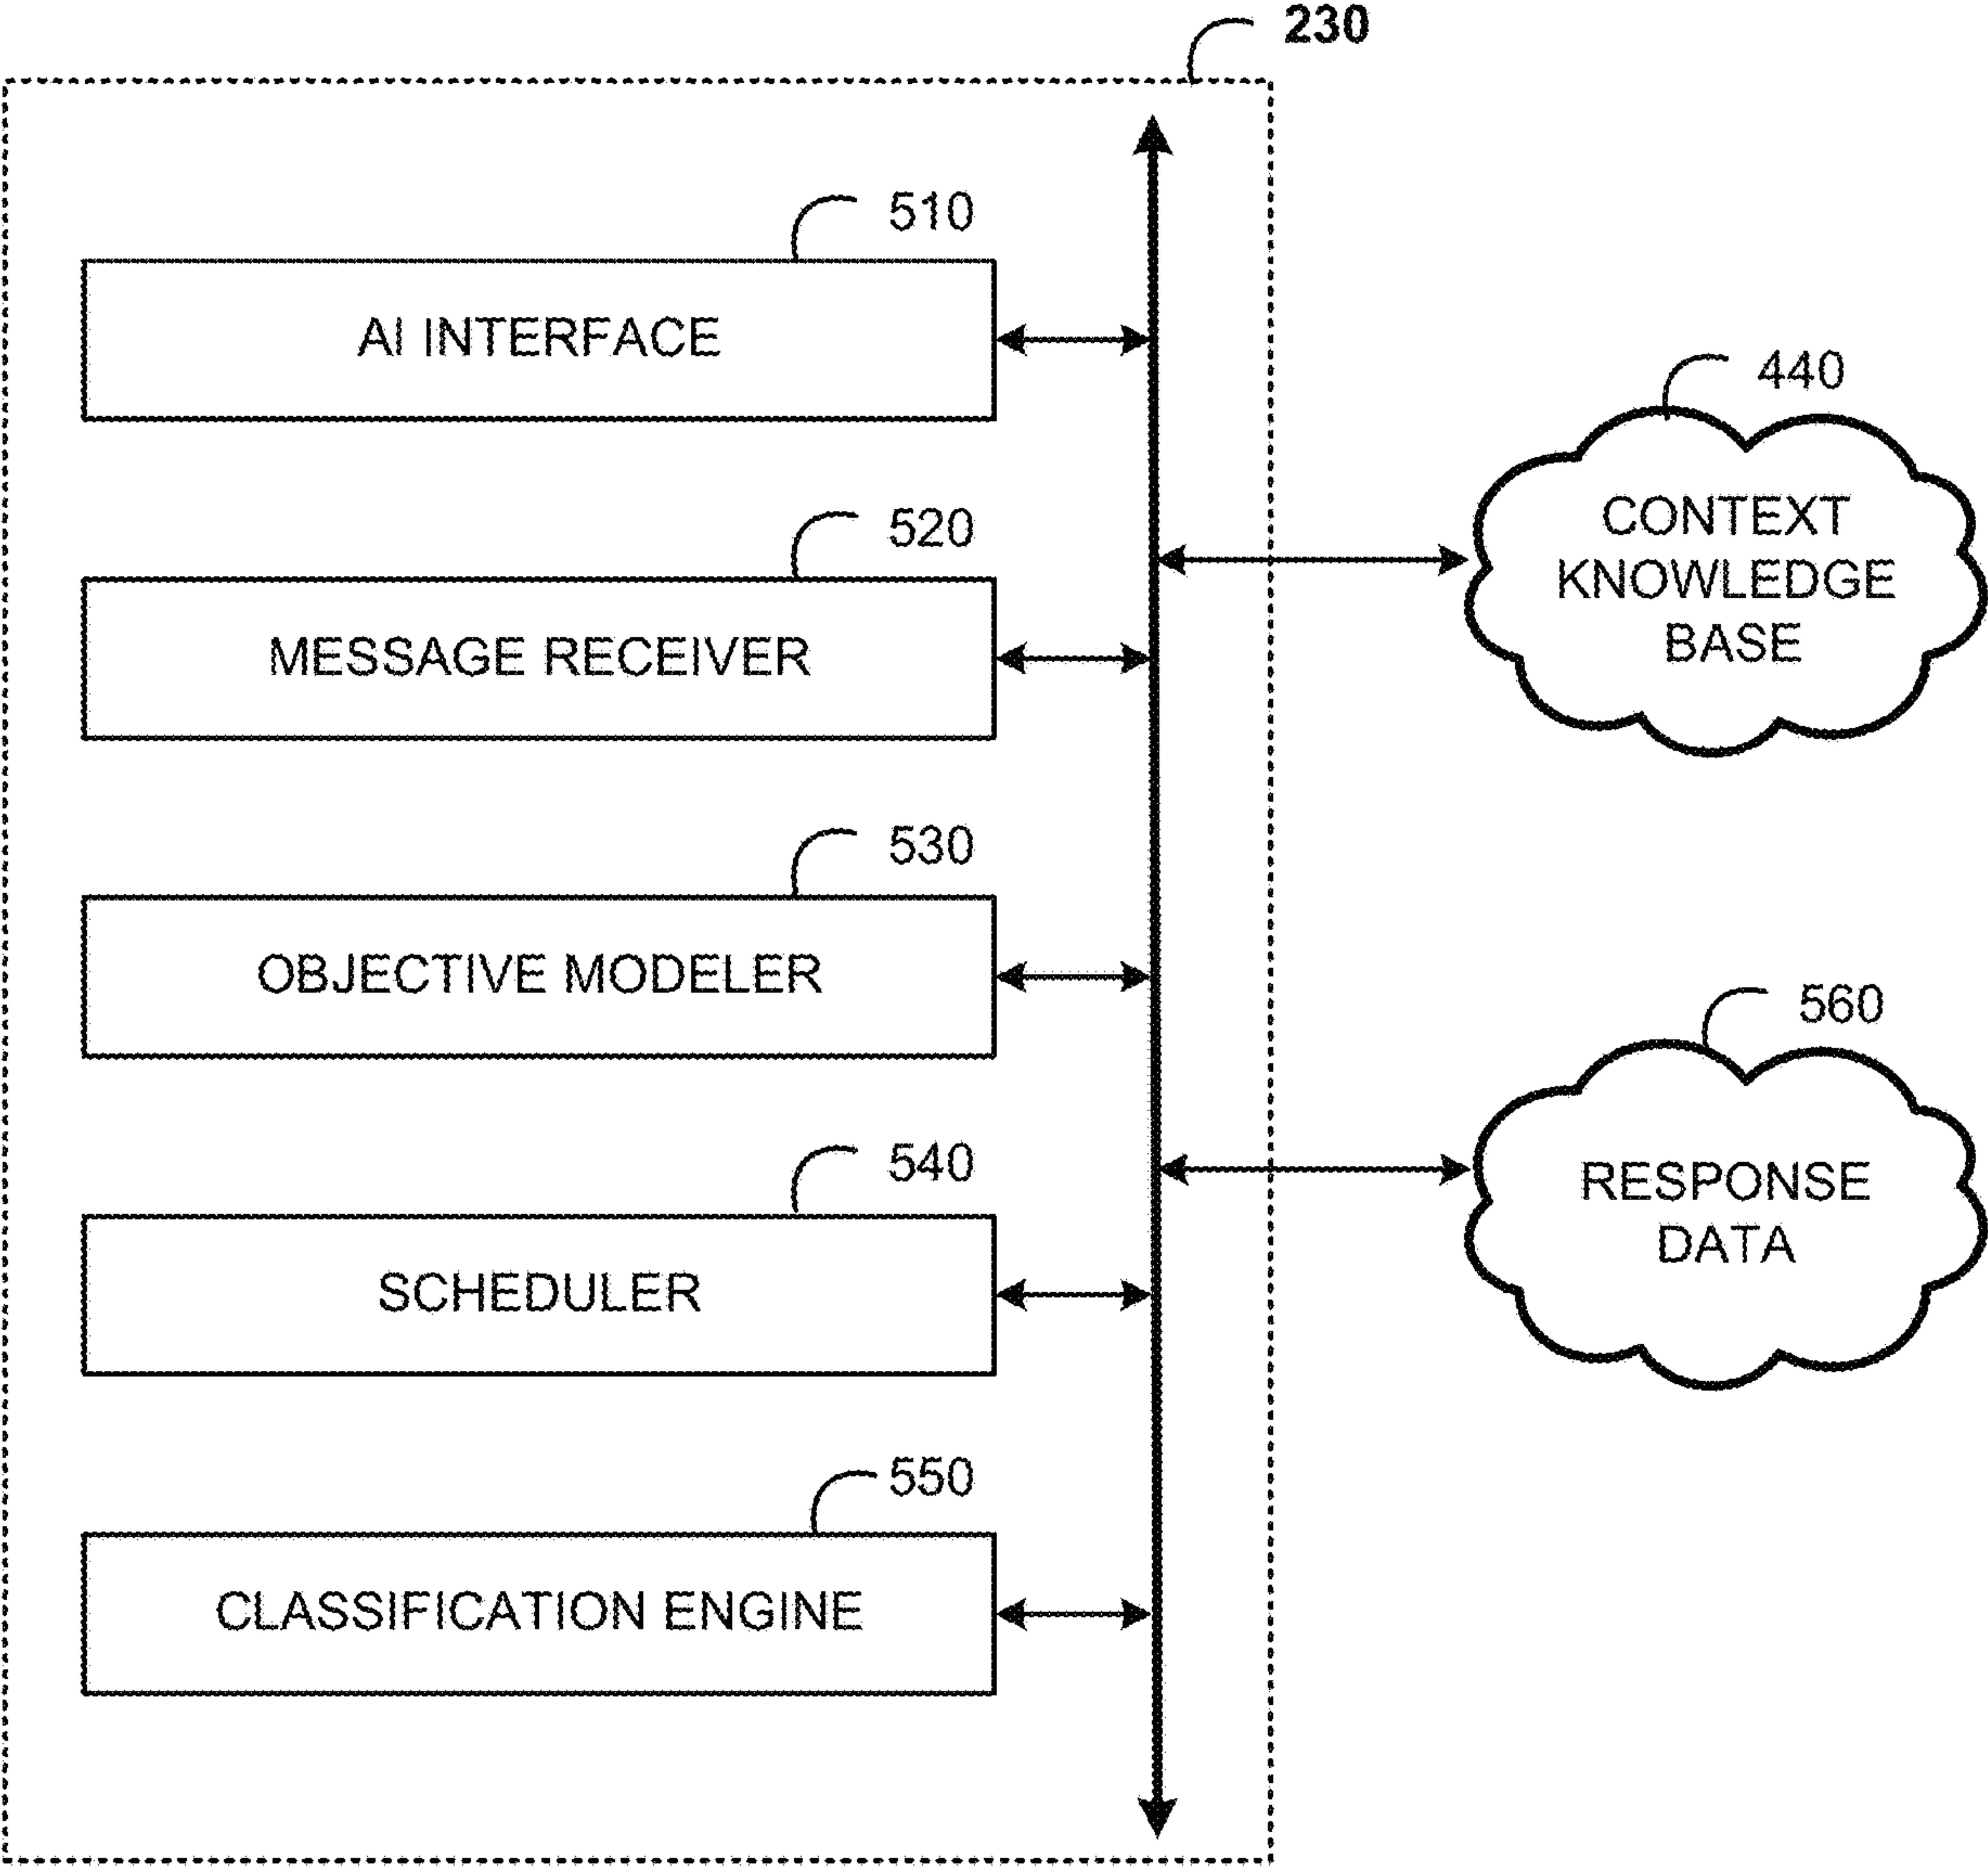 230
510
AI INTERFACE
440
CONTEXT
KNOWLEDGE
BASE
520
MESSAGE RECEIVER
530
OBJECTIVE MODELER
560
RESPONSE
DATA
540
SCHEDULER
550
CLASSIFICATION ENGINE